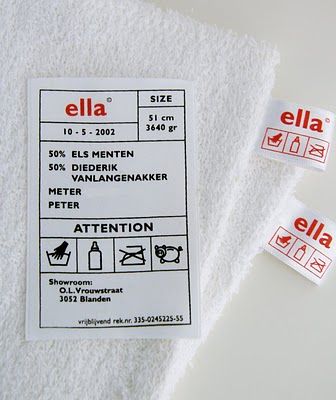 ella©
SIZE
10 - 5 - 2002
51 cm
3640 gr
50% ELS MENTEN
50% DIEDERIK
VANLANGENAKKER
METER
PETER
ATTENTION
Showroom:
O.L.Vrouwstraat
3052 Blanden
vrijblijvend rek.nr. 335-0245225-55
ella©
ella©